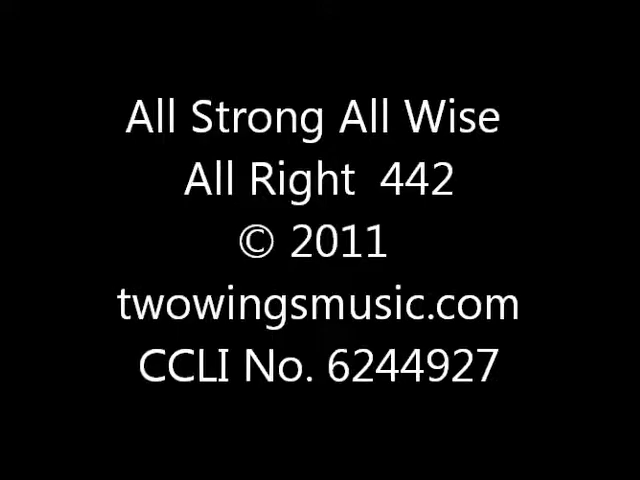 All Strong All Wise
All Right 442
© 2011
twowingsmusic.com
CCLI No. 6244927